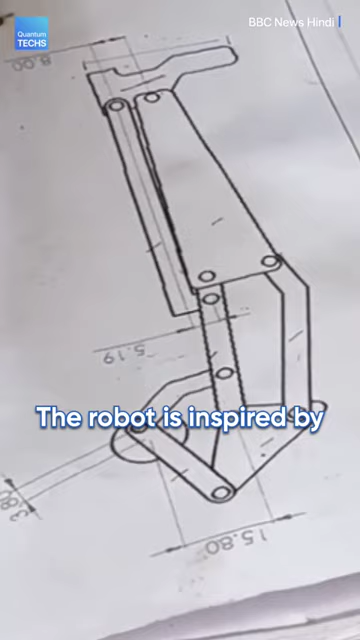 Quantum
TECHS
BBC News Hindi
8.00
5.19
The robot is inspired by
15.80